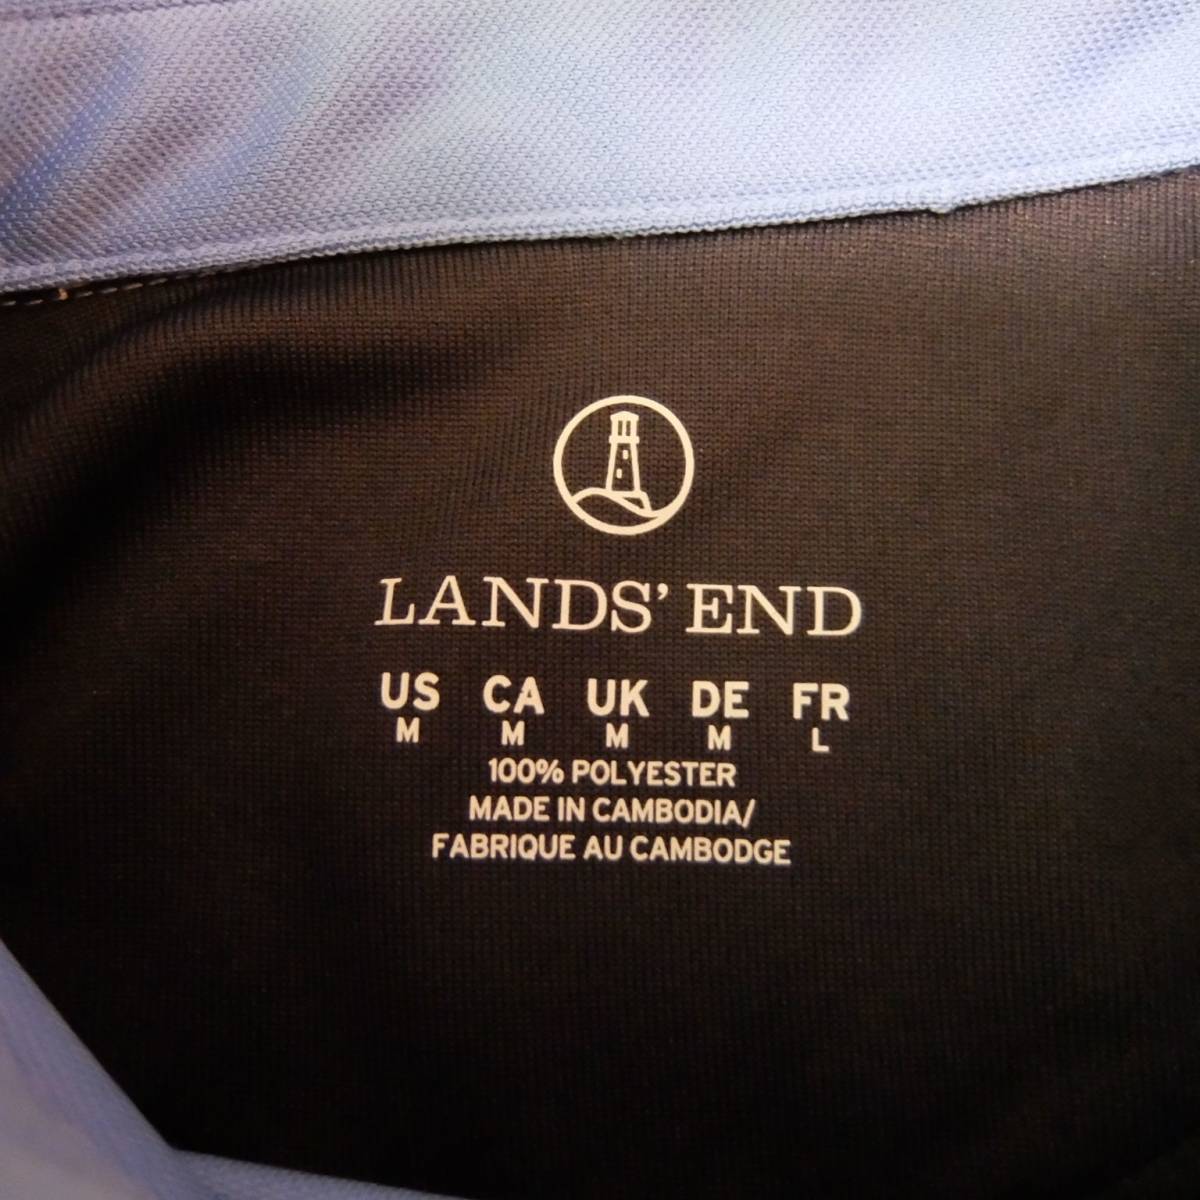 LANDS' END
US CA UK DE FR
M M M M L
100% POLYESTER
MADE IN CAMBODIA/
FABRIQUE AU CAMBODGE